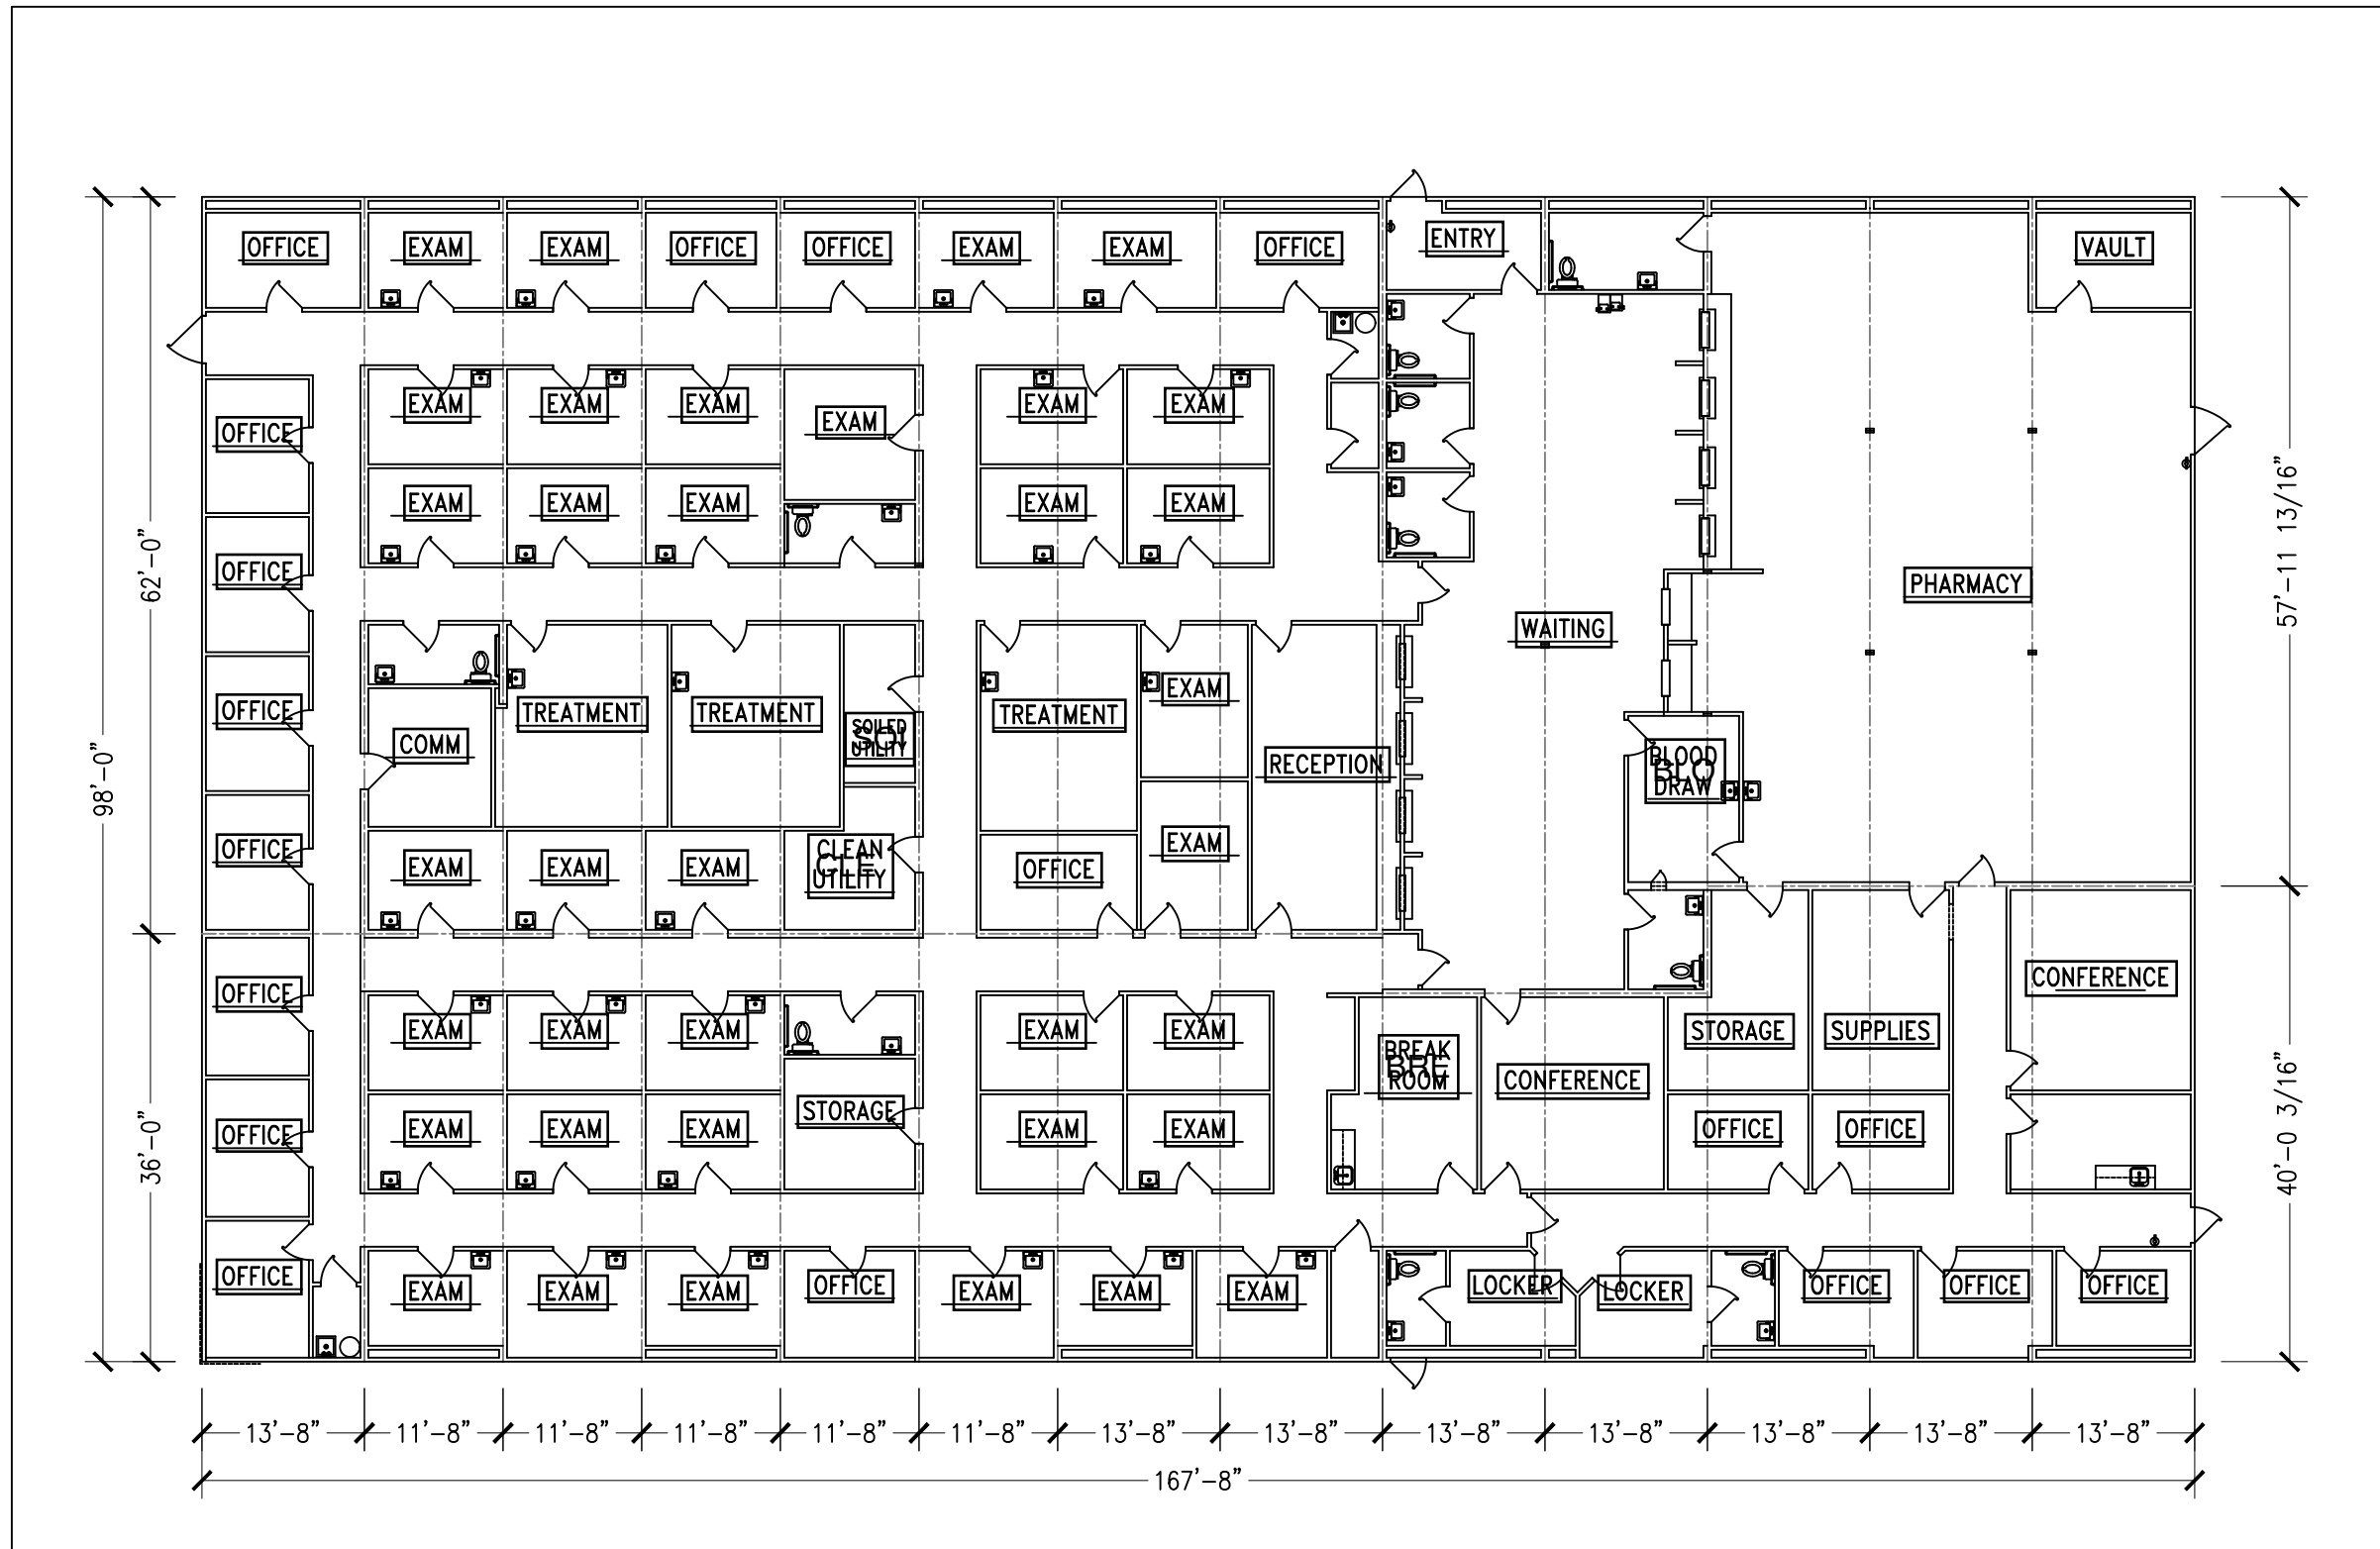 OFFICE EXAM EXAM OFFICE OFFICE EXAM EXAM OFFICE ENTRY VAULT
EXAM EXAM EXAM EXAM EXAM EXAM
OFFICE
EXAM EXAM EXAM EXAM EXAM
OFFICE PHARMACY
62'-0"
57'-11 13/16"
WAITING
EXAM
OFFICE TREATMENT TREATMENT TREATMENT
SOILED
SOI
UTILITY
COMM
RECEPTION
BLOOD
BLO
DRAW
98'-0"
OFFICE EXAM
CLEAN
CLE
UTILITY
EXAM EXAM EXAM OFFICE
OFFICE CONFERENCE
EXAM EXAM EXAM EXAM EXAM STORAGE SUPPLIES
BREAK
BRE
ROOM
CONFERENCE
STORAGE
36'-0"
40'-0 3/16"
OFFICE EXAM EXAM EXAM EXAM EXAM OFFICE OFFICE
OFFICE EXAM EXAM EXAM OFFICE EXAM EXAM EXAM LOCKER LOCKER OFFICE OFFICE OFFICE
13'-8" 11'-8" 11'-8" 11'-8" 11'-8" 11'-8" 13'-8" 13'-8" 13'-8" 13'-8" 13'-8" 13'-8" 13'-8"
167'-8"